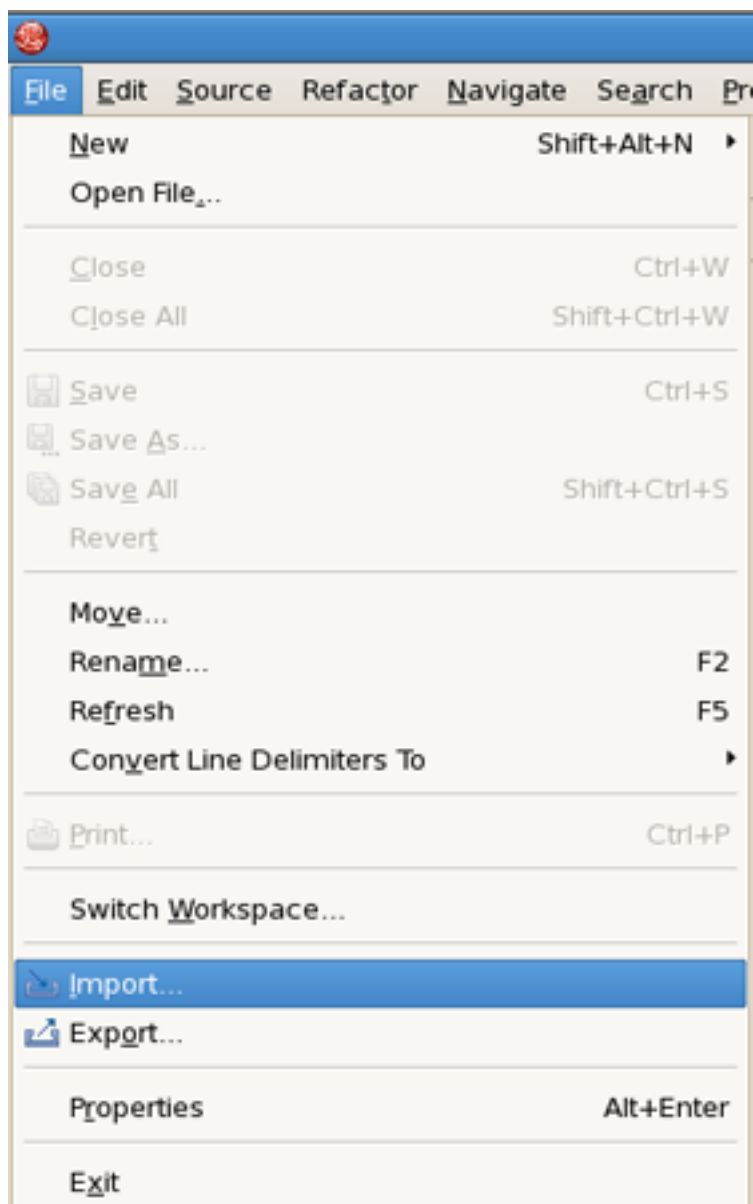 File Edit Source Refactor Navigate Search Pr
New Shift+Alt+N
Open File...
Close Ctrl+W
Close All Shift+Ctrl+W
Save Ctrl+S
Save As...
Save All Shift+Ctrl+S
Revert
Move...
Rename... F2
Refresh F5
Convert Line Delimiters To
Print... Ctrl+P
Switch Workspace...
Import...
Export...
Properties Alt+Enter
Exit